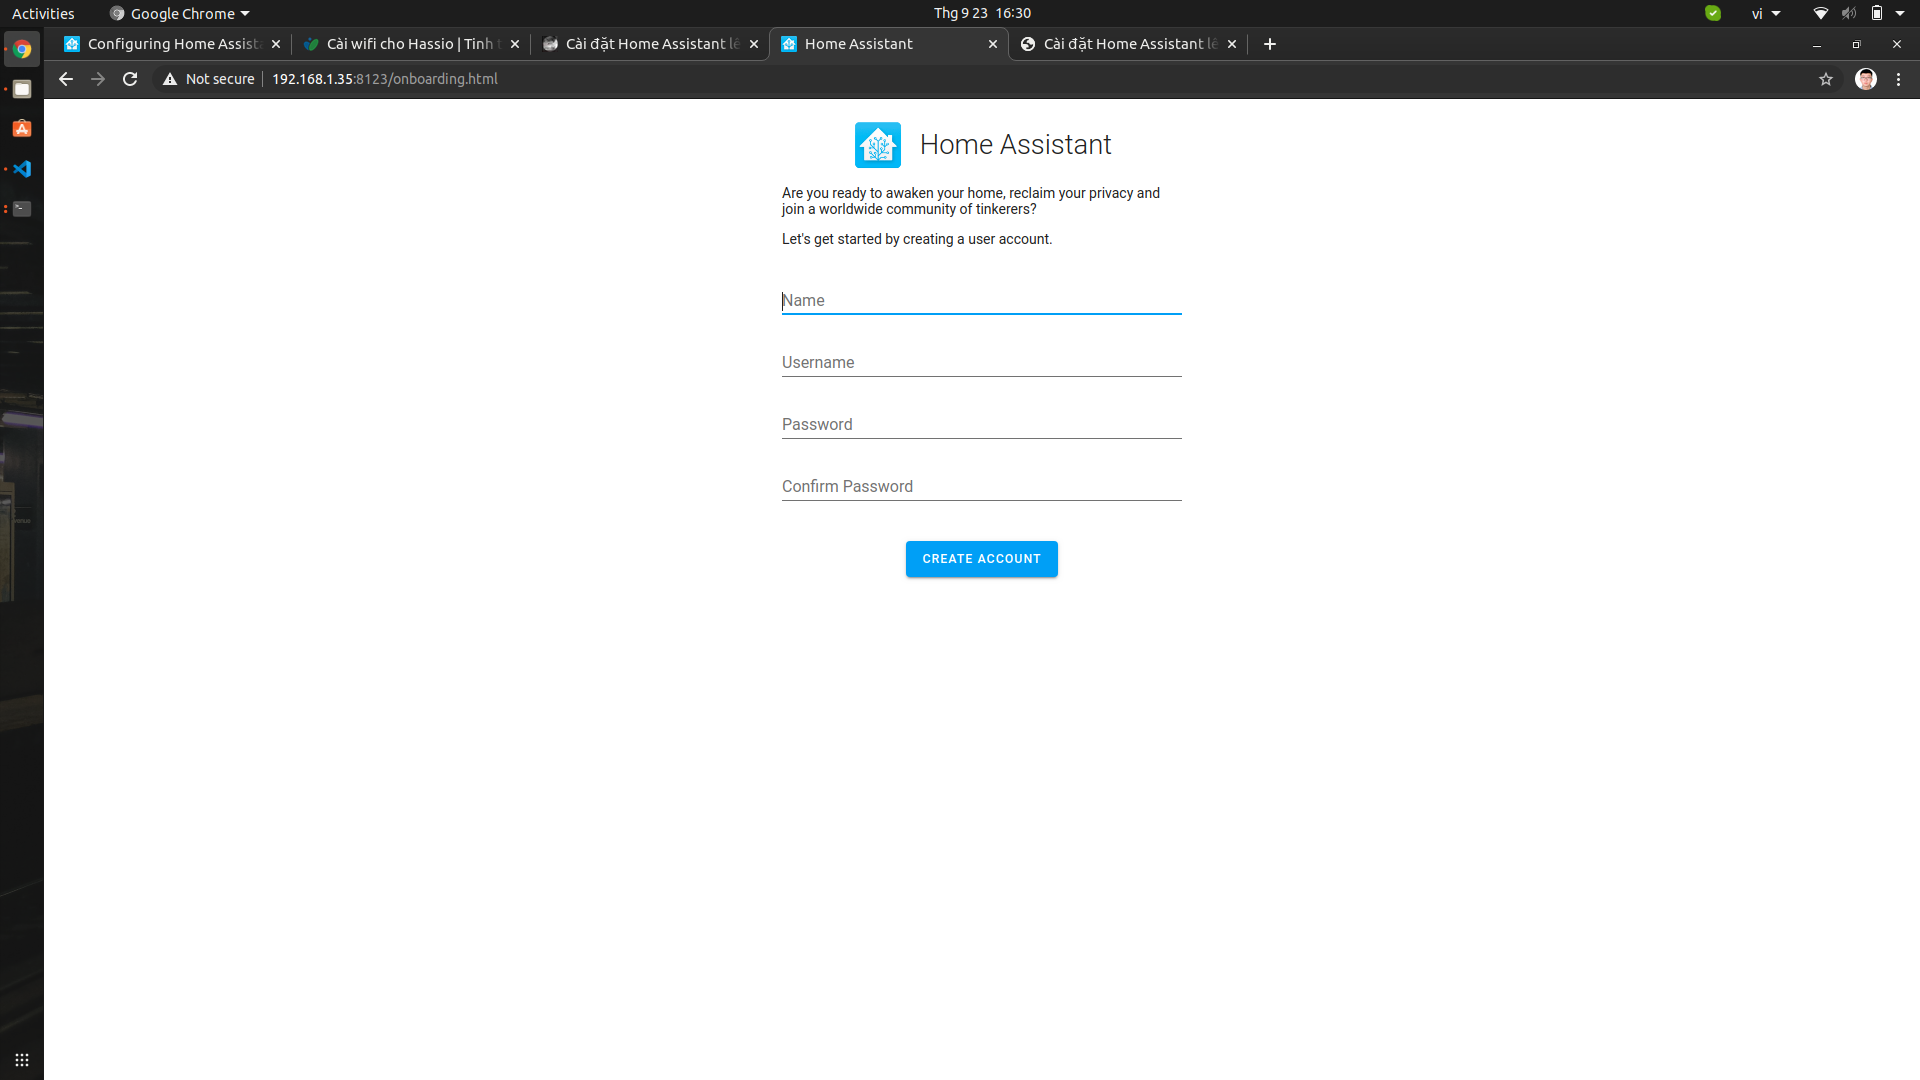 Activities
Google Chrome
Thg 9 23 16:30
vi
Configuring Home Assist
Cài wifi cho Hassio | Tinh t
Cài đặt Home Assistant lê
Home Assistant
Cài đặt Home Assistant lê
Not secure
192.168.1.35:8123/onboarding.html
Home Assistant
Are you ready to awaken your home, reclaim your privacy and
join a worldwide community of tinkerers?
Let's get started by creating a user account.
Name
Username
Password
Confirm Password
CREATE ACCOUNT